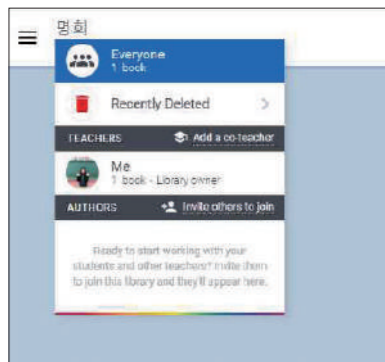 명희
Everyone
1 book
Recently Deleted
TEACHERS Add a co-teacher
Me
1 book - Library owner
AUTHORS Invite others to join
Ready to start working with your
students and other teachers? Invite them
to join this library and they'll appear here.